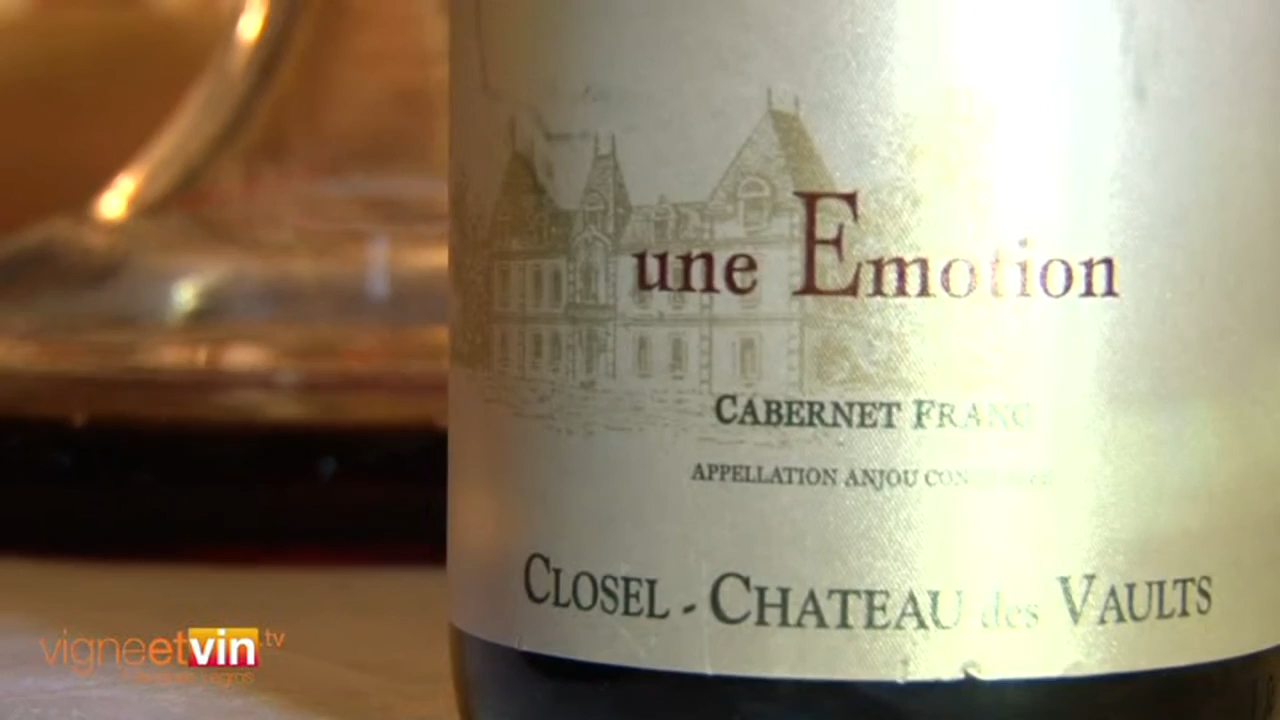 une Emotion
CABERNET FRANC
APPELLATION ANJOU
CLOSEL - CHATEAU des VAULTS
vigneetvin.tv